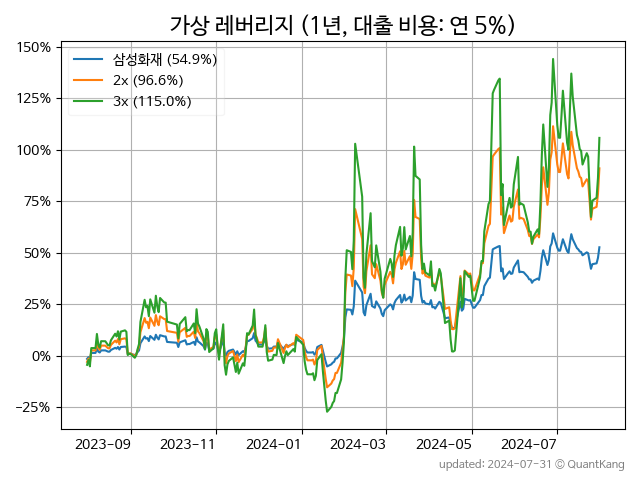 가상 레버리지 (1년, 대출 비용: 연 5%)
150%
125%
100%
75%
50%
25%
0%
−25%
삼성화재 (54.9%)
2x (96.6%)
3x (115.0%)
2023-09
2023-11
2024-01
2024-03
2024-05
2024-07
updated: 2024-07-31 © QuantKang